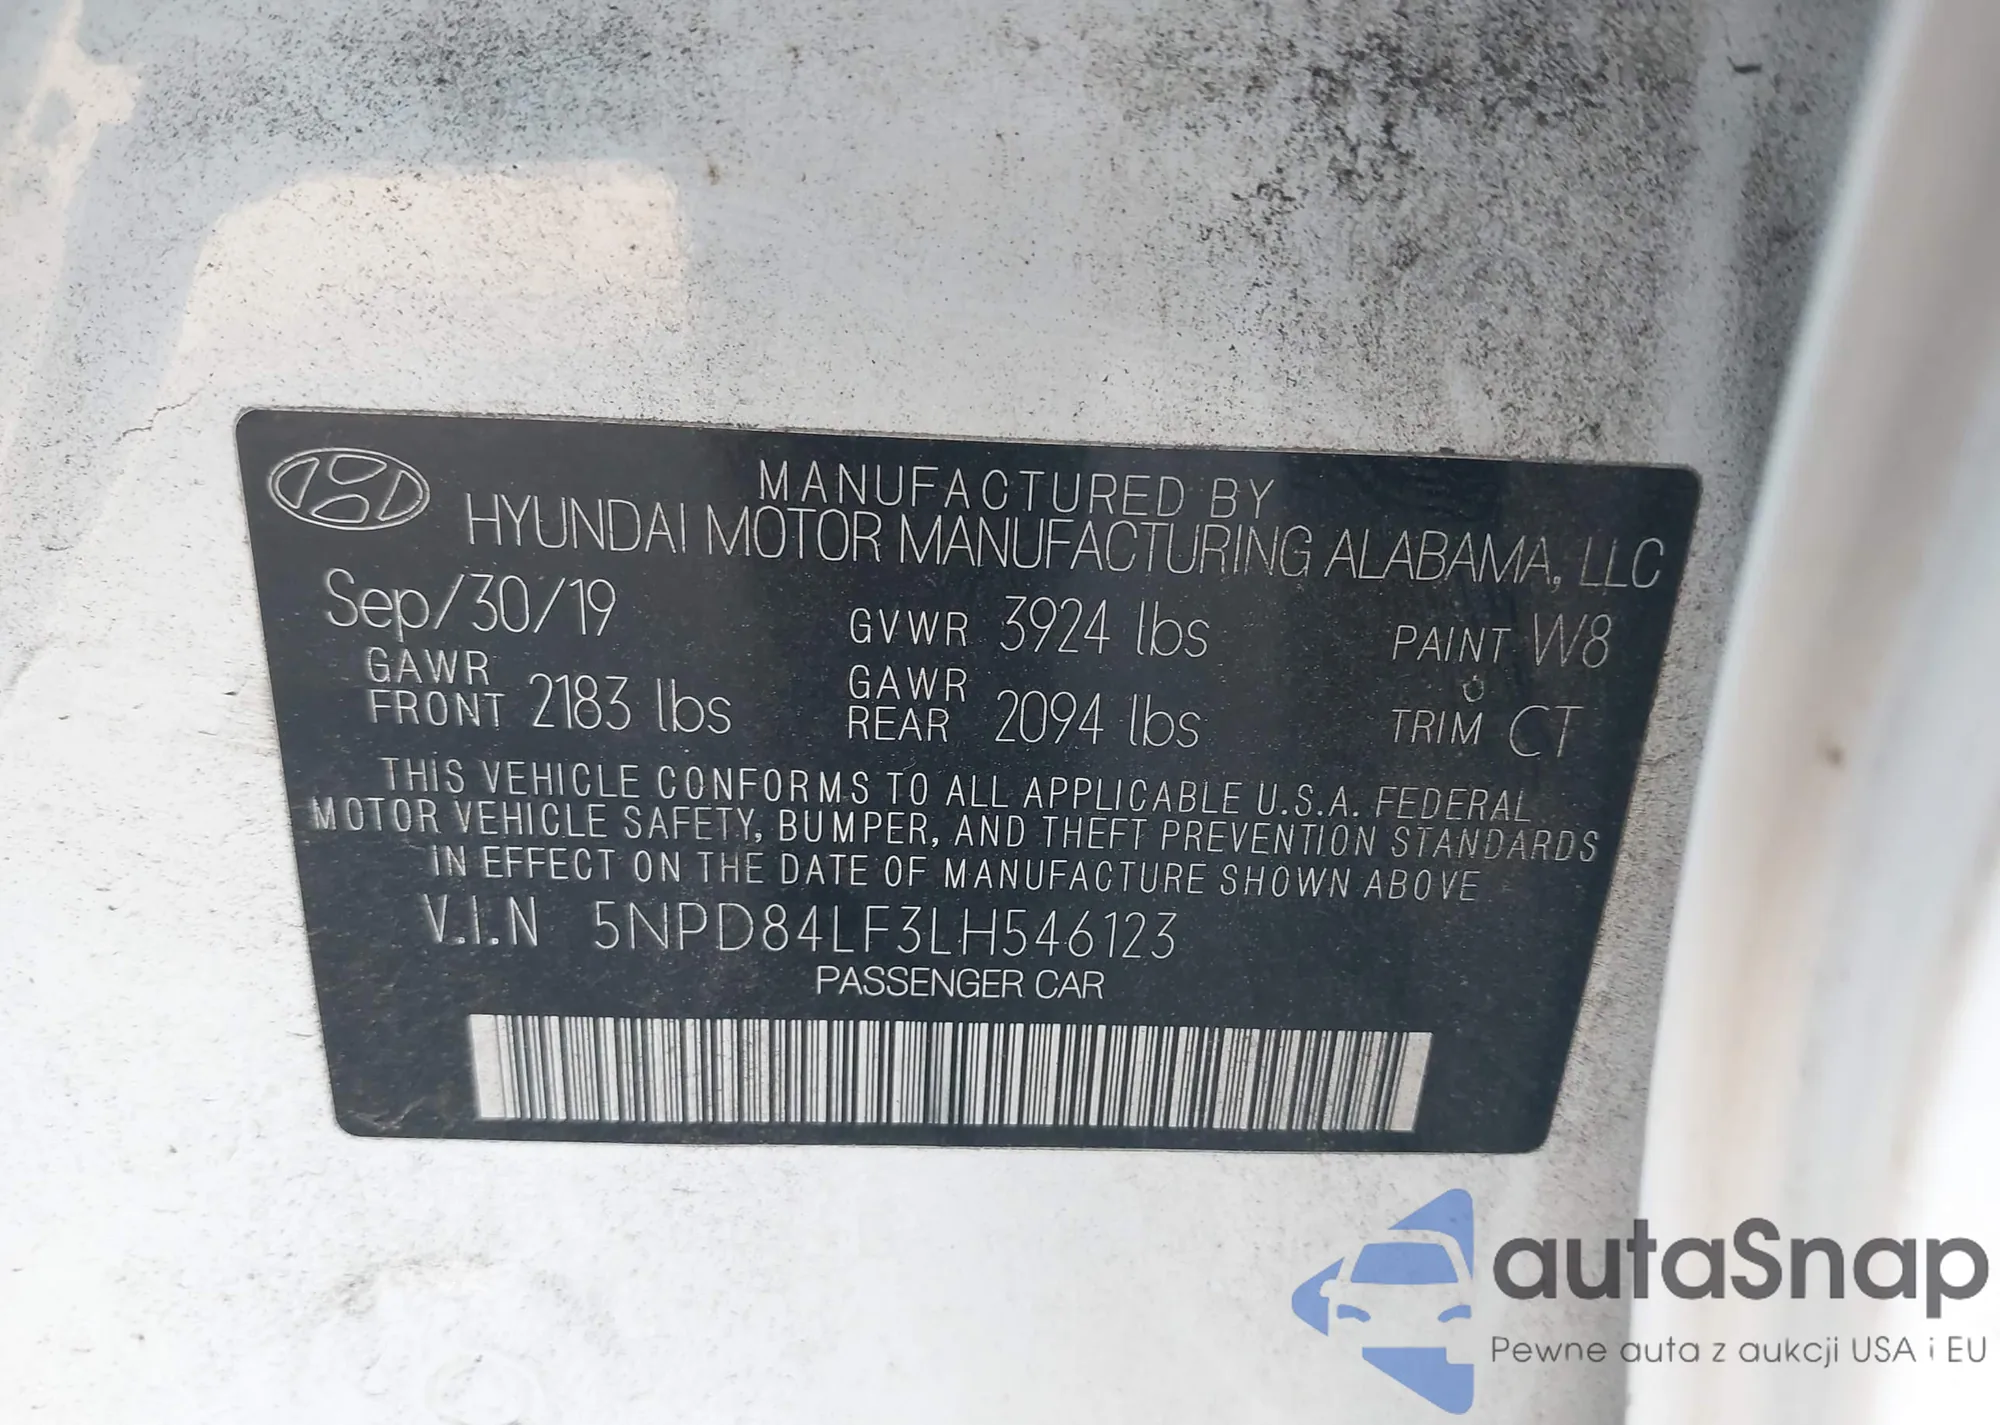 MANUFACTURED BY
HYUNDAI MOTOR MANUFACTURING ALABAMA, LLC
Sep/30/19 GVWR 3924 lbs PAINT W8
GAWR FRONT 2183 lbs GAWR REAR 2094 lbs TRIM CT
THIS VEHICLE CONFORMS TO ALL APPLICABLE U.S.A. FEDERAL
MOTOR VEHICLE SAFETY, BUMPER, AND THEFT PREVENTION STANDARDS
IN EFFECT ON THE DATE OF MANUFACTURE SHOWN ABOVE
V.I.N 5NPD84LF3LH546123
PASSENGER CAR
autaSnap
Pewne auta z aukcji USA i EU